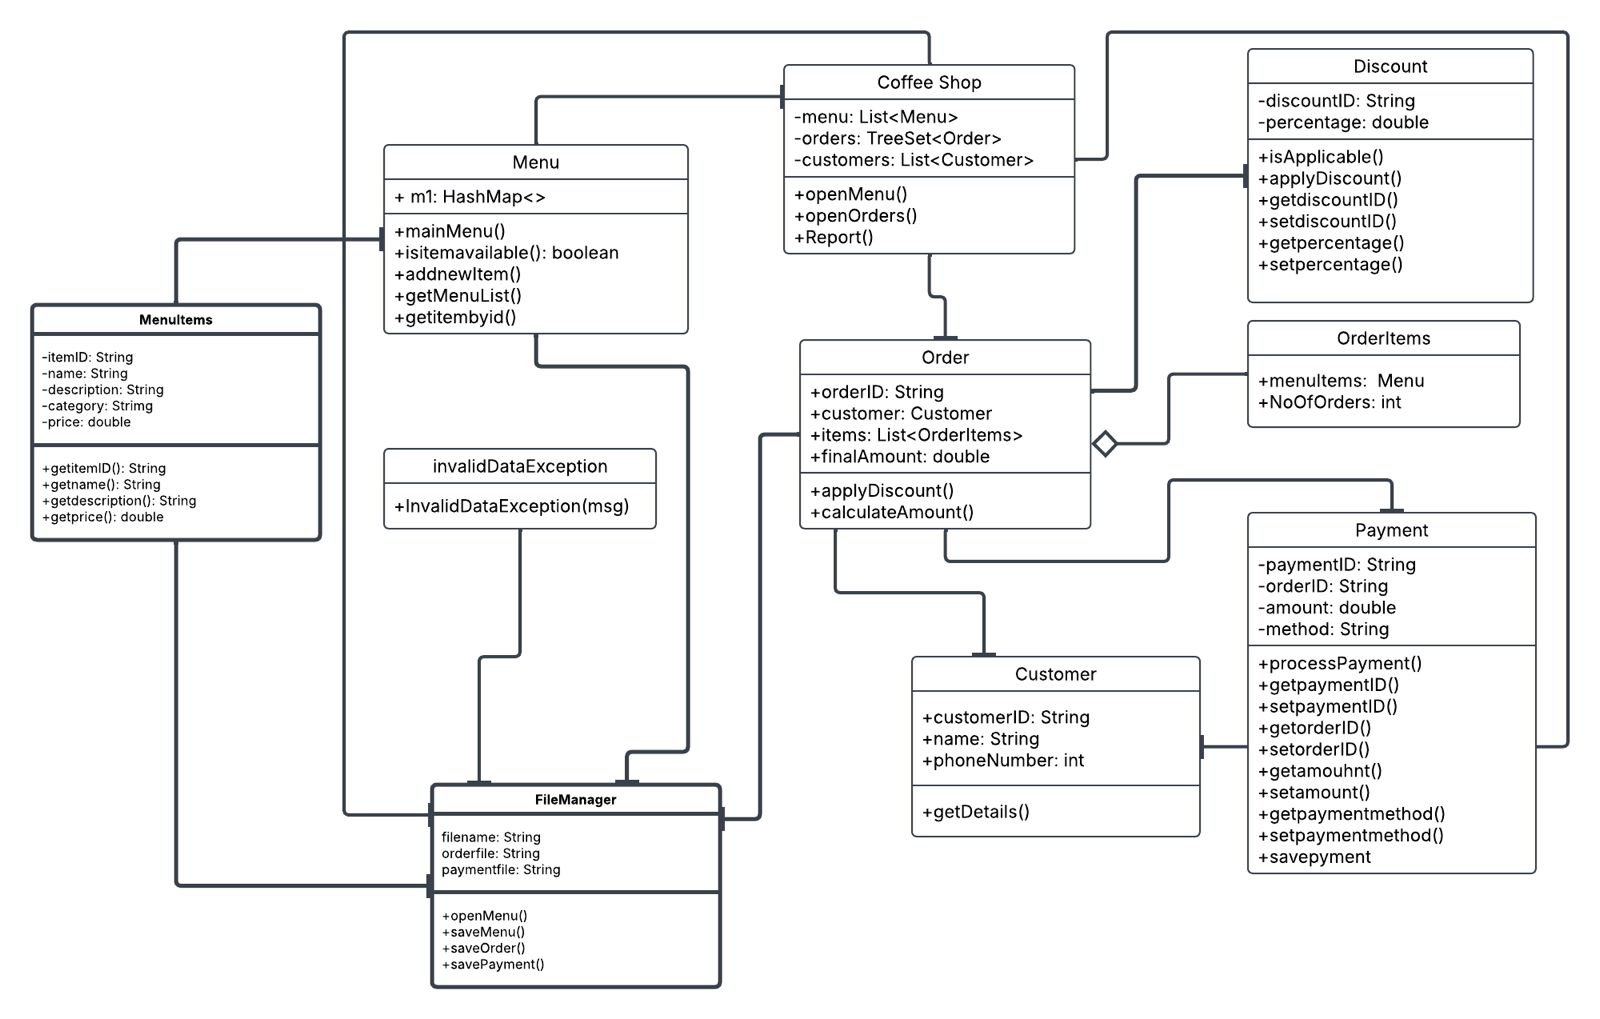 Coffee Shop
-menu: List<Menu>
-orders: TreeSet<Order>
-customers: List<Customer>
+openMenu()
+openOrders()
+Report()
Discount
-discountID: String
-percentage: double
+isApplicable()
+applyDiscount()
+getdiscountID()
+setdiscountID()
+getpercentage()
+setpercentage()
Menu
+ m1: HashMap<>
+mainMenu()
+isitemavailable(): boolean
+addnewItem()
+getMenuList()
+getitembyid()
MenuItems
-itemID: String
-name: String
-description: String
-category: Strimg
-price: double
+getitemID(): String
+getname(): String
+getdescription(): String
+getprice(): double
Order
+orderID: String
+customer: Customer
+items: List<OrderItems>
+finalAmount: double
+applyDiscount()
+calculateAmount()
OrderItems
+menuItems:  Menu
+NoOfOrders: int
invalidDataException
+InvalidDataException(msg)
Payment
-paymentID: String
-orderID: String
-amount: double
-method: String
+processPayment()
+getpaymentID()
+setpaymentID()
+getorderID()
+setorderID()
+getamouhnt()
+setamount()
+getpaymentmethod()
+setpaymentmethod()
+savepyment
Customer
+customerID: String
+name: String
+phoneNumber: int
+getDetails()
FileManager
filename: String
orderfile: String
paymentfile: String
+openMenu()
+saveMenu()
+saveOrder()
+savePayment()